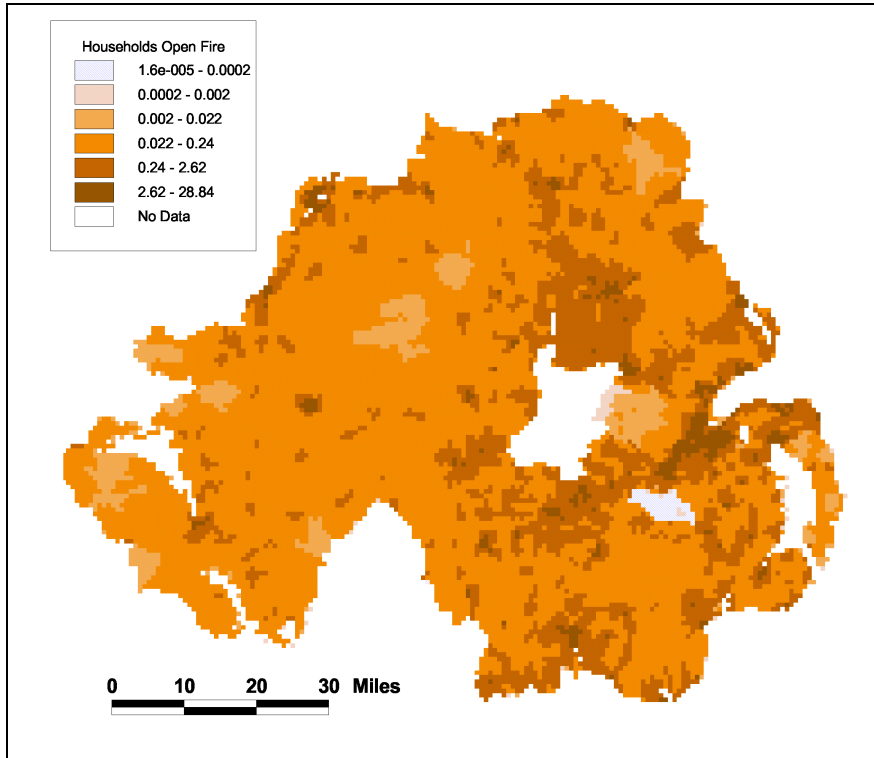 Households Open Fire
1.6e-005 - 0.0002
0.0002 - 0.002
0.002 - 0.022
0.022 - 0.24
0.24 - 2.62
2.62 - 28.84
No Data
0 10 20 30 Miles